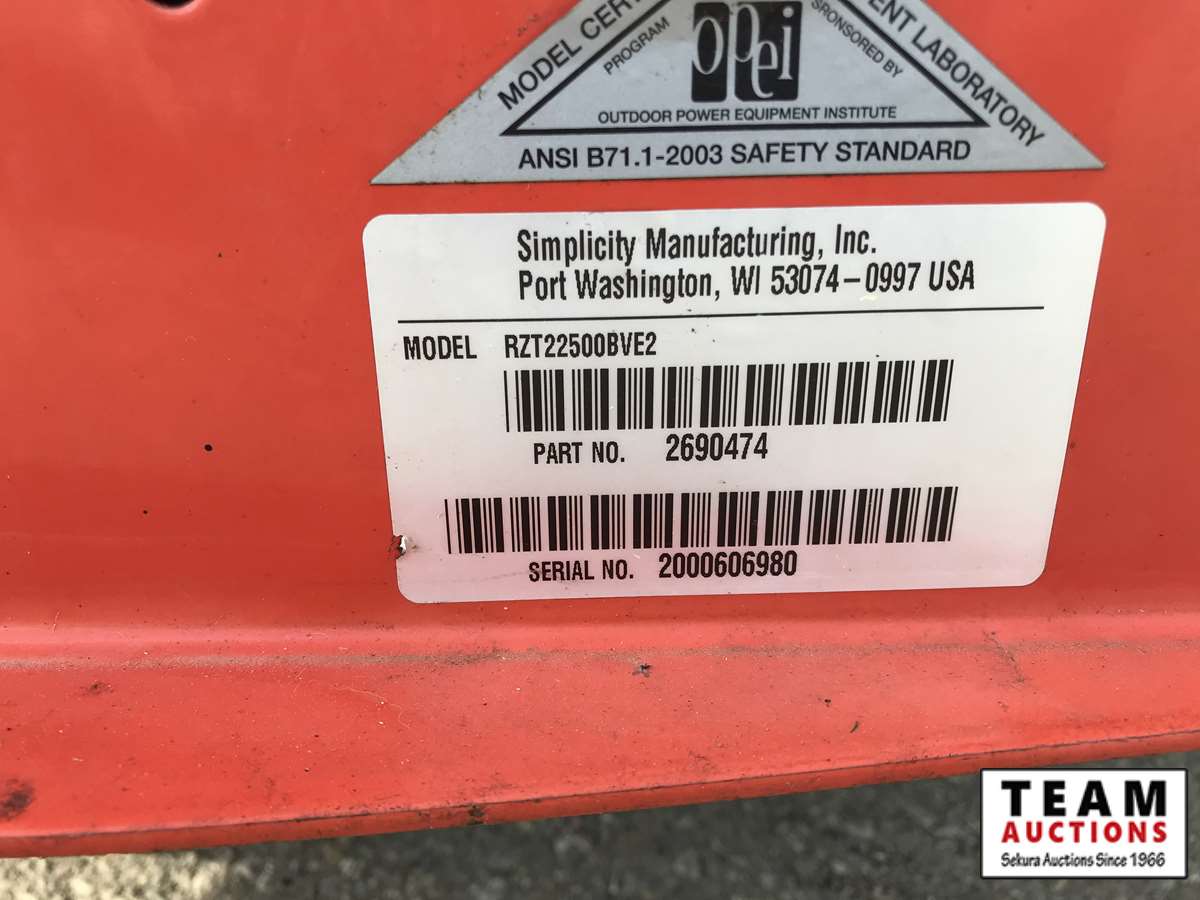 MODEL CERT
ENT LABORATORY
PROGRAM
SPONSORED BY
opei
OUTDOOR POWER EQUIPMENT INSTITUTE
ANSI B71.1-2003 SAFETY STANDARD
Simplicity Manufacturing, Inc.
Port Washington, WI 53074-0997 USA
MODEL RZT22500BVE2
PART NO. 2690474
SERIAL NO. 2000606980
TEAM
AUCTIONS
Sekura Auctions Since 1966